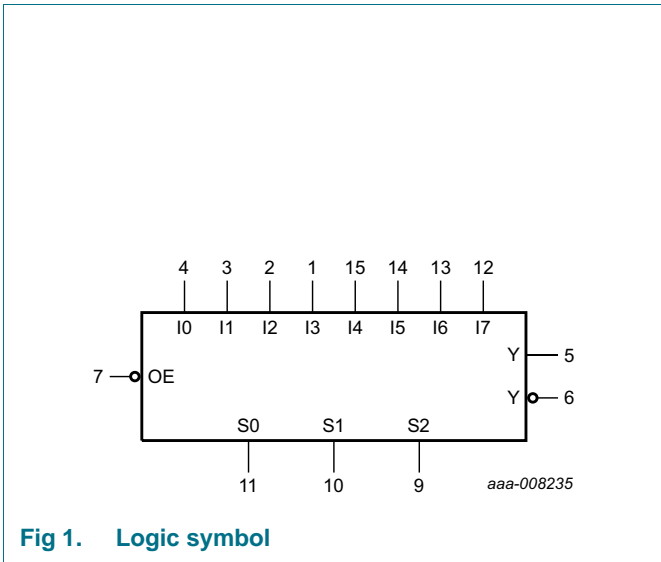 4 3 2 1 15 14 13 12
I0 I1 I2 I3 I4 I5 I6 I7
Y 5
7 OE
Y 6
S0 S1 S2
11 10 9 aaa-008235
Fig 1. Logic symbol